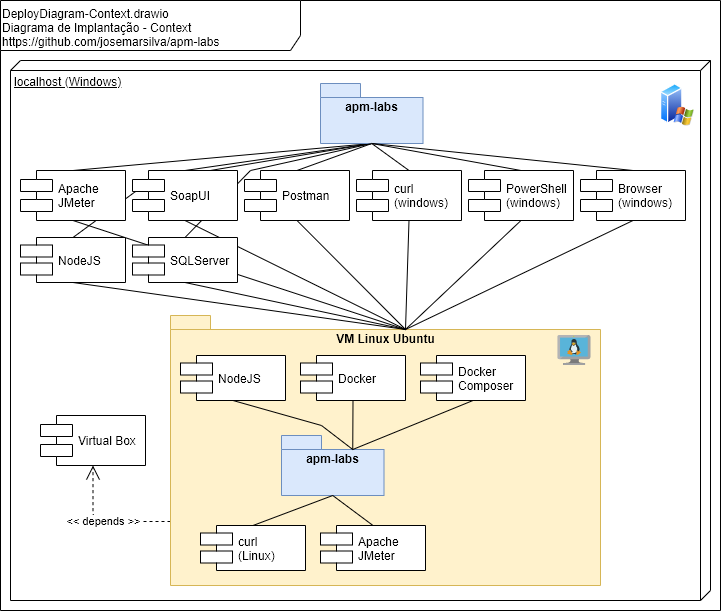 DeployDiagram-Context.drawio
Diagrama de Implantação - Context
https://github.com/josemarsilva/apm-labs
localhost (Windows)
apm-labs
Apache
JMeter
SoapUI
Postman
curl
(windows)
PowerShell
(windows)
Browser
(windows)
NodeJS
SQLServer
VM Linux Ubuntu
NodeJS
Docker
Docker
Composer
Virtual Box
apm-labs
<< depends >>
curl
(Linux)
Apache
JMeter